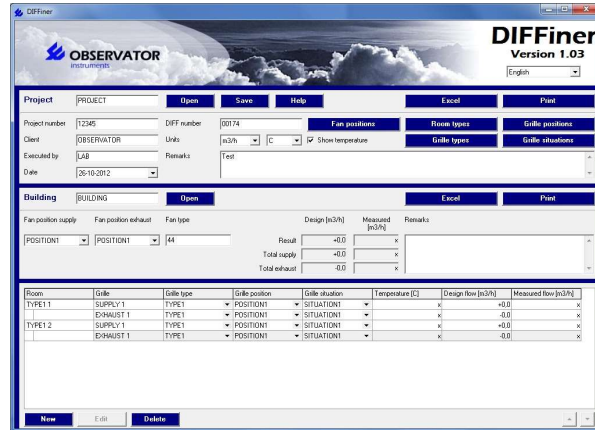 DIFFiner
DIFFiner
Version 1.03
OBSERVATOR
instruments
English
Project PROJECT Open Save Help Excel Print
Project number 12345 DIFF number 00174 Fan positions Room types Grille positions
Client OBSERVATOR Units m3/h C Show temperature Grille types Grille situations
Executed by LAB Remarks Test
Date 26-10-2012
Building BUILDING Open Excel Print
Fan position supply Fan position exhaust Fan type Design [m3/h] Measured [m3/h] Remarks
POSITION1 POSITION1 44 Result +0,0 x
Total supply +0,0 x
Total exhaust -0,0 x
Room Grille Grille type Grille position Grille situation Temperature [C] Design flow [m3/h] Measured flow [m3/h]
TYPE1 1 SUPPLY 1 TYPE1 POSITION1 SITUATION1 x +0,0 x
EXHAUST 1 TYPE1 POSITION1 SITUATION1 x -0,0 x
TYPE1 2 SUPPLY 1 TYPE1 POSITION1 SITUATION1 x +0,0 x
EXHAUST 1 TYPE1 POSITION1 SITUATION1 x -0,0 x
New Edit Delete